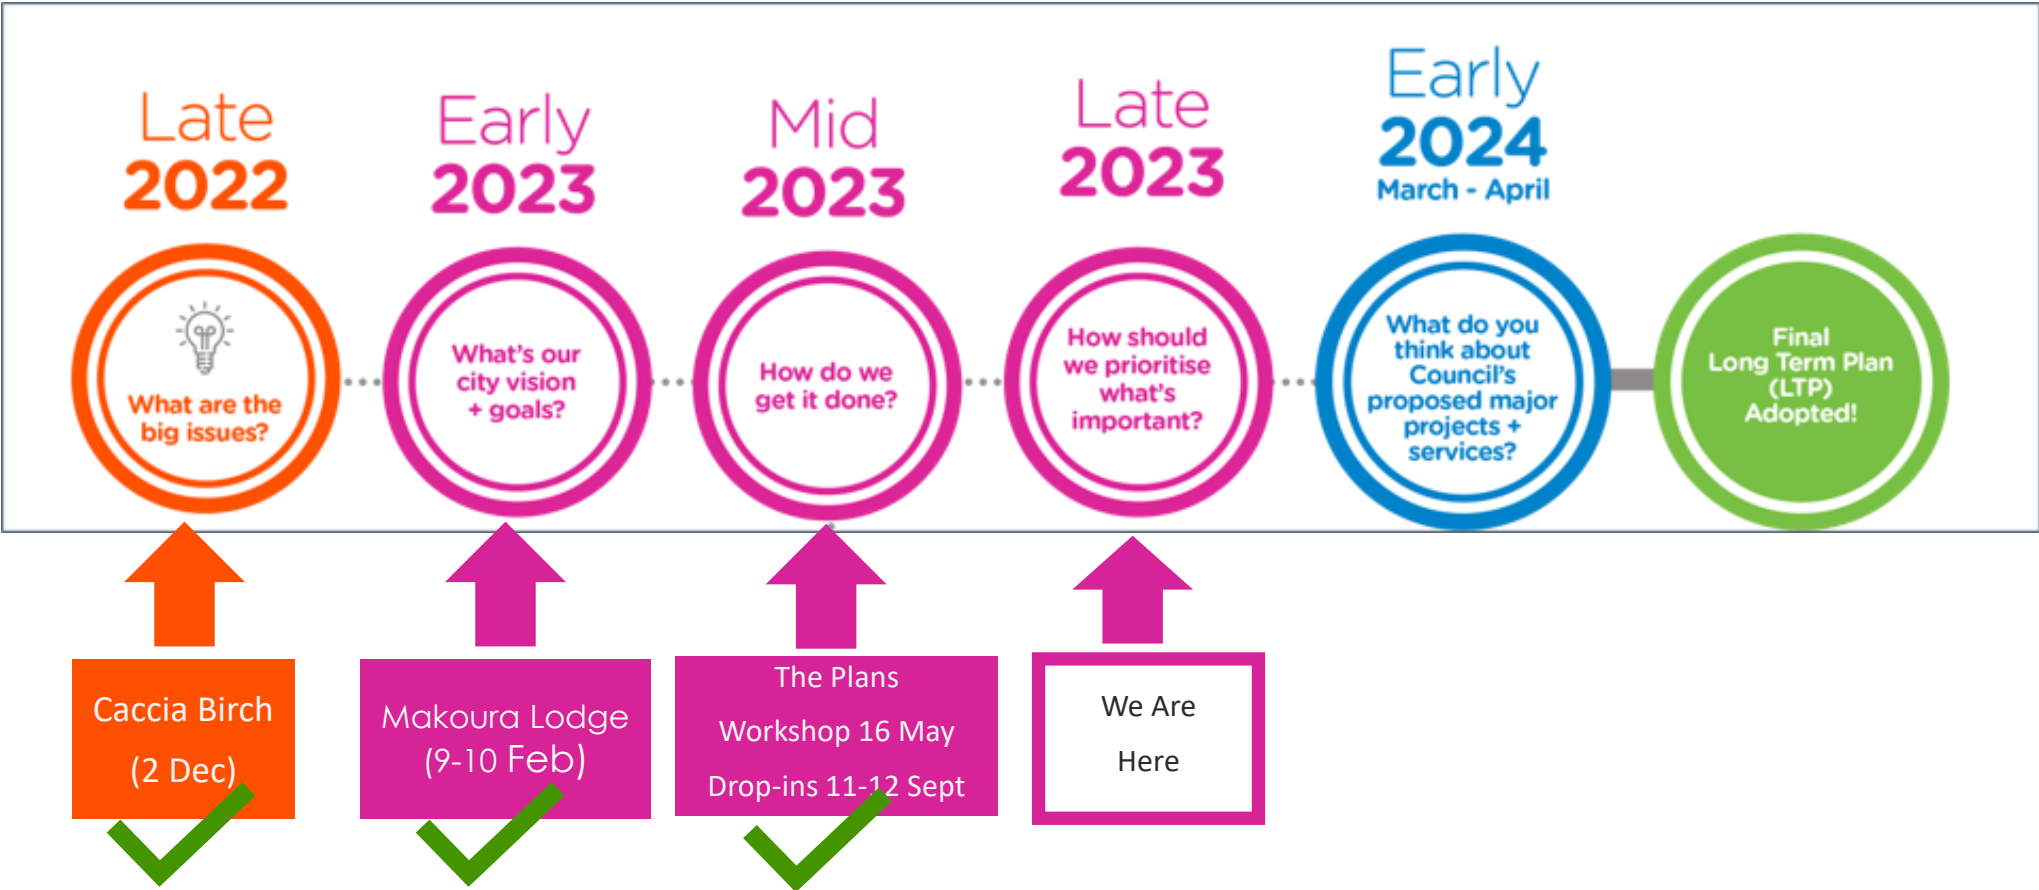 Late
2022
Early
2023
Mid
2023
Late
2023
Early
2024
March - April
What are the
big issues?
What's our
city vision
+ goals?
How do we
get it done?
How should
we prioritise
what's
important?
What do you
think about
Council's
proposed major
projects +
services?
Final
Long Term Plan
(LTP)
Adopted!
Caccia Birch
(2 Dec)
Makoura Lodge
(9-10 Feb)
The Plans
Workshop 16 May
Drop-ins 11-12 Sept
We Are
Here